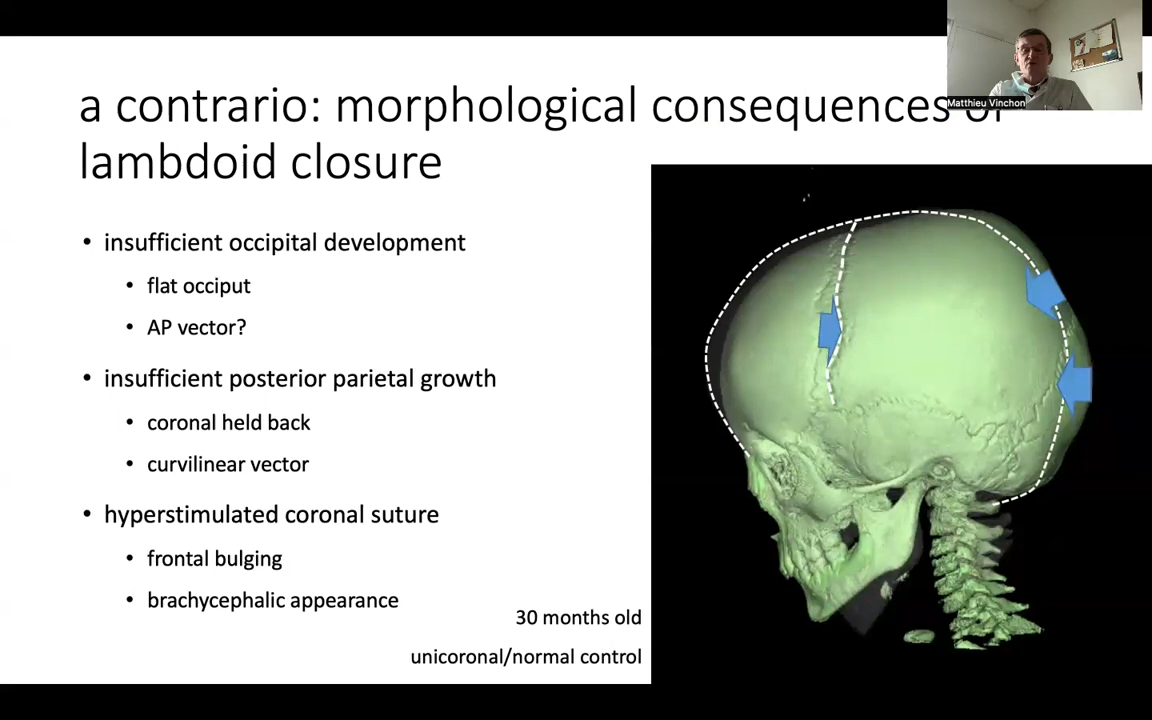 Matthieu Vinchon
a contrario: morphological consequences of
lambdoid closure
• insufficient occipital development
• flat occiput
• AP vector?
• insufficient posterior parietal growth
• coronal held back
• curvilinear vector
• hyperstimulated coronal suture
• frontal bulging
• brachycephalic appearance
30 months old
unicoronal/normal control